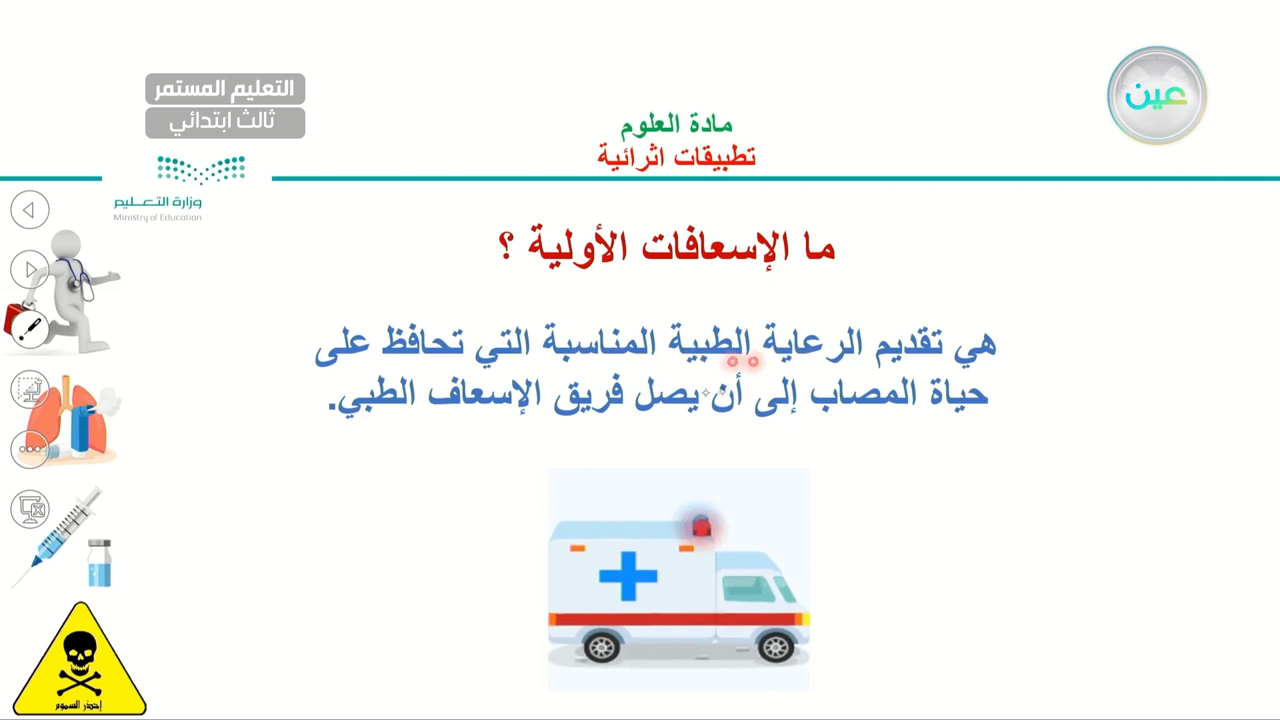 التعليم المستمر
ثالث ابتدائي
عين
مادة العلوم
تطبيقات اثرائية
وزارة التعـــليم
Ministry of Education
ما الإسعافات الأولية ؟
هي تقديم الرعاية الطبية المناسبة التي تحافظ على
حياة المصاب إلى أن يصل فريق الإسعاف الطبي.
إحذر السموم